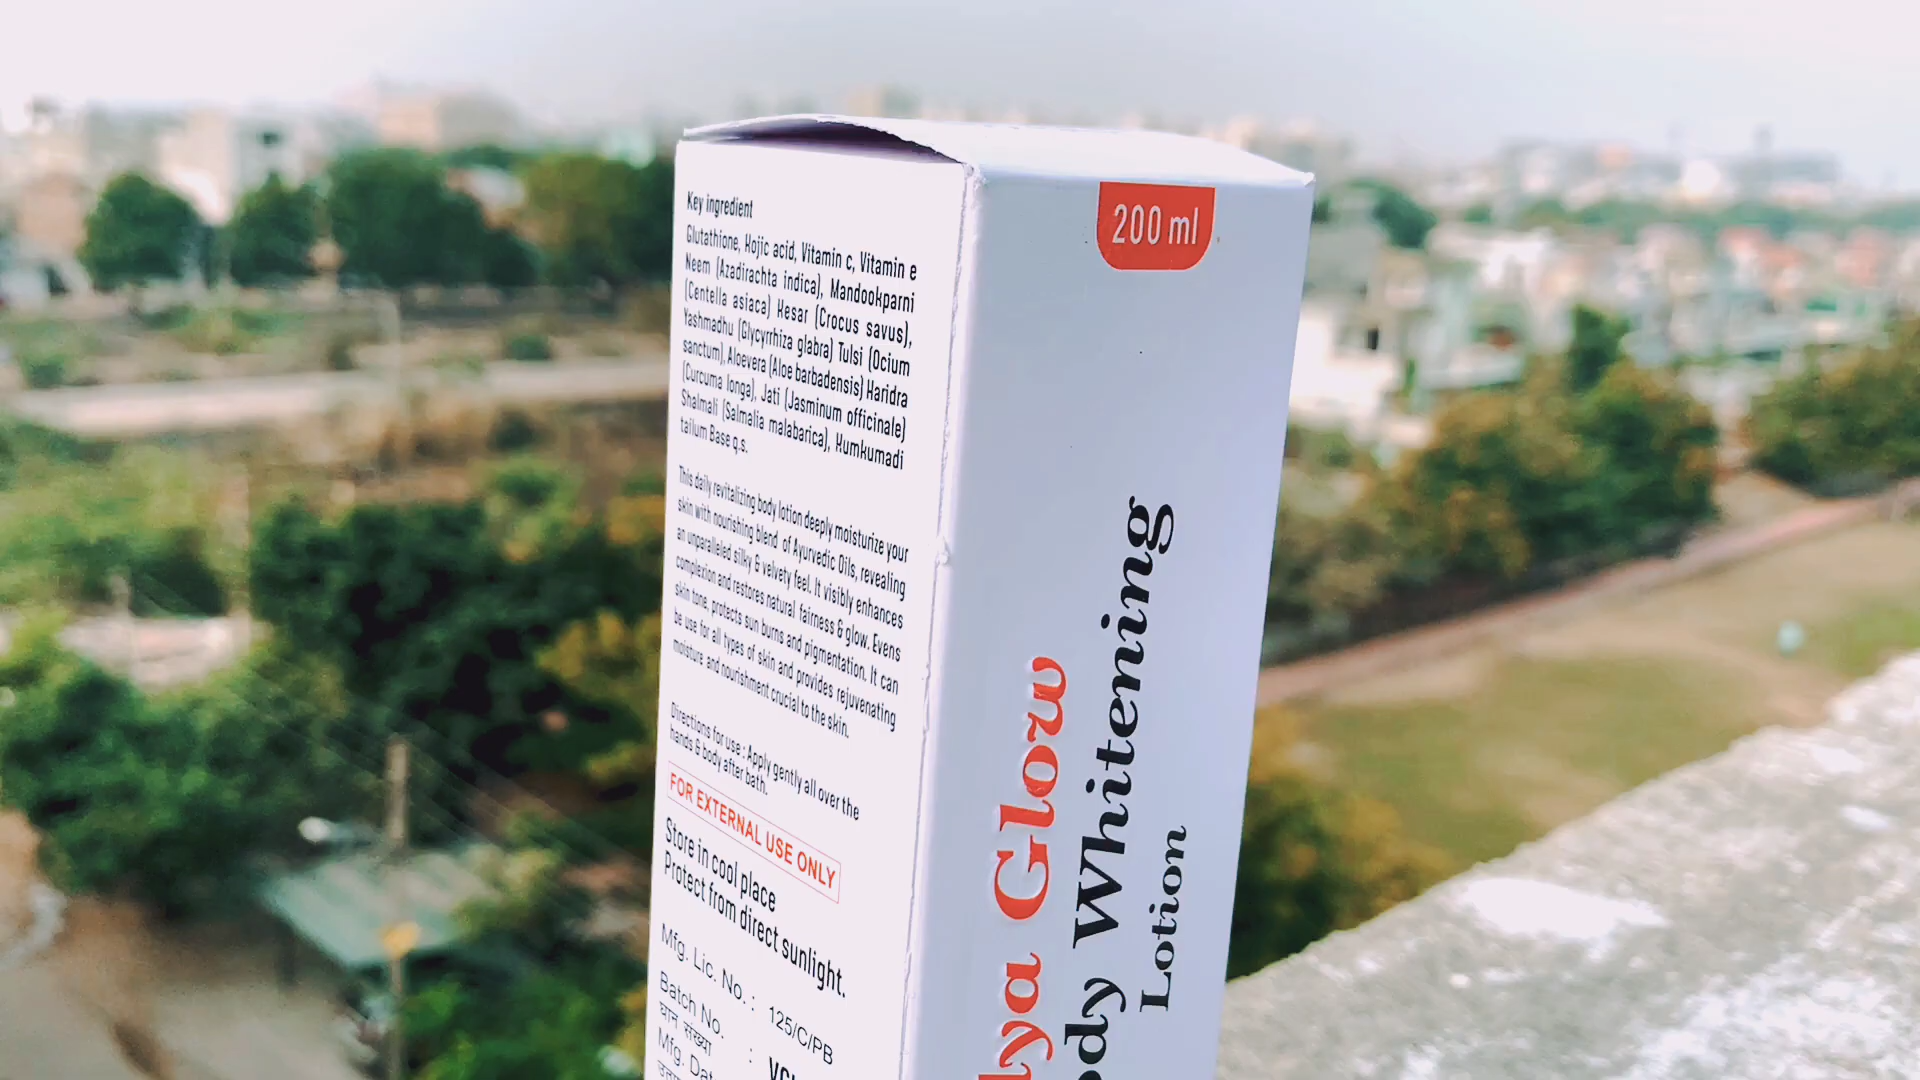 Key ingredient
Glutathione, Kojic acid, Vitamin c, Vitamin e
Neem (Azadirachta indica), Mandookparni
(Centella asiaca) Kesar (Crocus savus),
Yashmadhu (Glycyrrhiza glabra) Tulsi (Ocium
sanctum), Aloevera (Aloe barbadensis) Haridra
(Curcuma longa), Jati (Jasminum officinale)
Shalmali (Salmalia malabarica), Kumkumadi
tailum Base q.s.
This daily revitalizing body lotion deeply moisturize your
skin with nourishing blend of Ayurvedic Oils, revealing
an unparalleled silky & velvety feel. It visibly enhances
complexion and restores natural fairness & glow. Evens
skin tone, protects sun burns and pigmentation. It can
be use for all types of skin and provides rejuvenating
moisture and nourishment crucial to the skin.
Directions for use : Apply gently all over the
hands & body after bath.
FOR EXTERNAL USE ONLY
Store in cool place
Protect from direct sunlight.
Mfg. Lic. No. : 125/C/PB
Batch No. :
घान संख्या
Mfg. Dat
200 ml
lya Glow
ody Whitening
Lotion